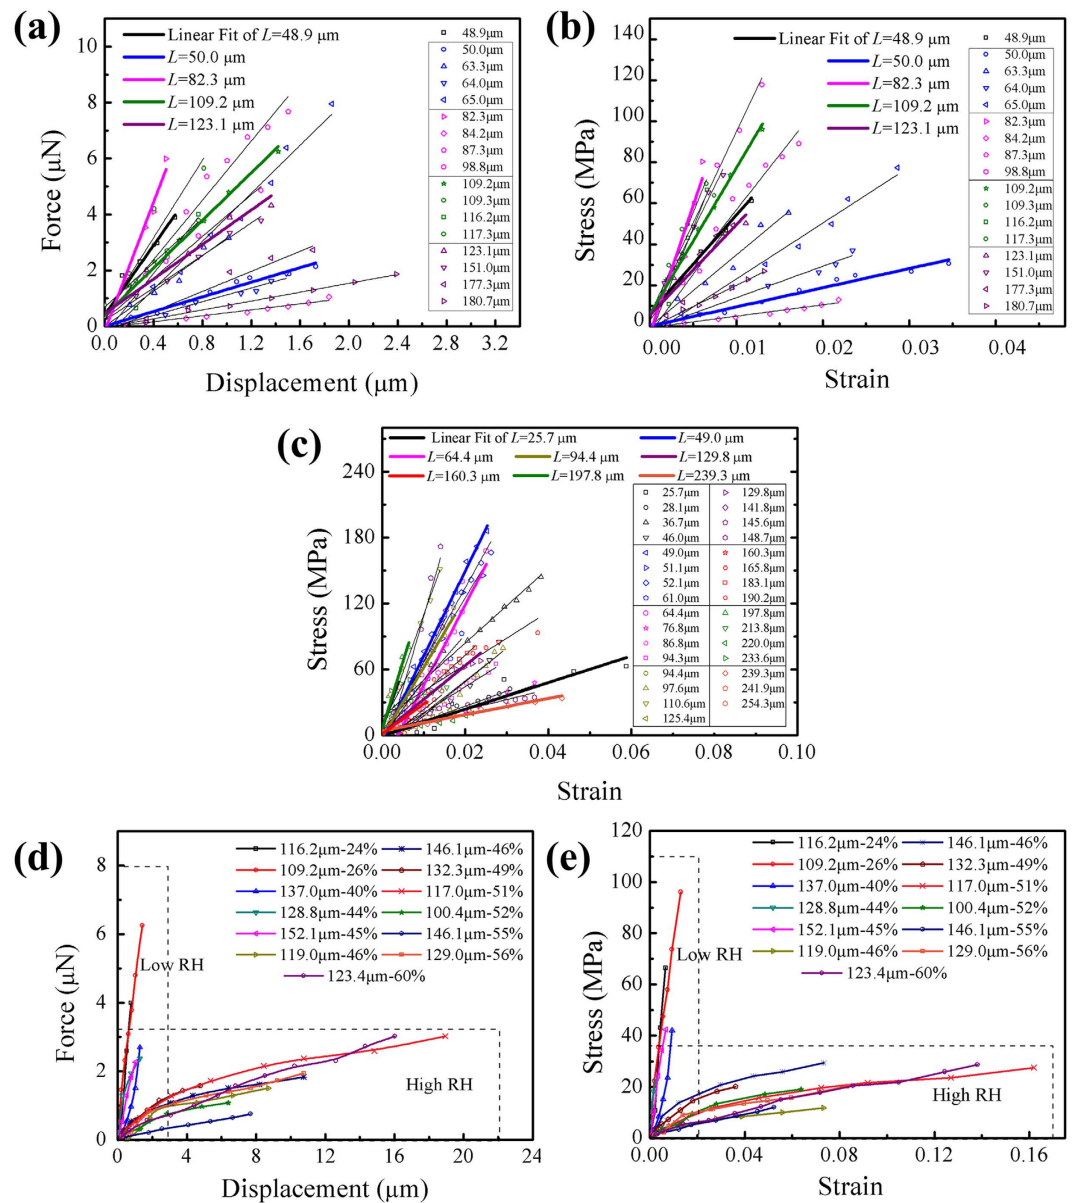 (a)
Force (μN)
10
8
6
4
2
0
0.0 0.4 0.8 1.2 1.6 2.0 2.4 2.8 3.2
Displacement (μm)
Linear Fit of L=48.9 μm
L=50.0 μm
L=82.3 μm
L=109.2 μm
L=123.1 μm
48.9μm
50.0μm
63.3μm
64.0μm
65.0μm
82.3μm
84.2μm
87.3μm
98.8μm
109.2μm
109.3μm
116.2μm
117.3μm
123.1μm
151.0μm
177.3μm
180.7μm
(b)
Stress (MPa)
140
120
100
80
60
40
20
0
0.00 0.01 0.02 0.03 0.04
Strain
Linear Fit of L=48.9 μm
L=50.0 μm
L=82.3 μm
L=109.2 μm
L=123.1 μm
48.9μm
50.0μm
63.3μm
64.0μm
65.0μm
82.3μm
84.2μm
87.3μm
98.8μm
109.2μm
109.3μm
116.2μm
117.3μm
123.1μm
151.0μm
177.3μm
180.7μm
(c)
Stress (MPa)
240
180
120
60
0
0.00 0.02 0.04 0.06 0.08 0.10
Strain
Linear Fit of L=25.7 μm L=49.0 μm
L=64.4 μm L=94.4 μm L=129.8 μm
L=160.3 μm L=197.8 μm L=239.3 μm
25.7μm 129.8μm
28.1μm 141.8μm
36.7μm 145.6μm
46.0μm 148.7μm
49.0μm 160.3μm
51.1μm 165.8μm
52.1μm 183.1μm
61.0μm 190.2μm
64.4μm 197.8μm
76.8μm 213.8μm
86.8μm 220.0μm
94.3μm 233.6μm
94.4μm 239.3μm
97.6μm 241.9μm
110.6μm 254.3μm
125.4μm
(d)
Force (μN)
10
8
6
4
2
0
0 4 8 12 16 20 24
Displacement (μm)
116.2μm-24% 146.1μm-46%
109.2μm-26% 132.3μm-49%
137.0μm-40% 117.0μm-51%
128.8μm-44% 100.4μm-52%
152.1μm-45% 146.1μm-55%
119.0μm-46% 129.0μm-56%
123.4μm-60%
Low RH
High RH
(e)
Stress (MPa)
120
100
80
60
40
20
0
0.00 0.04 0.08 0.12 0.16
Strain
116.2μm-24% 146.1μm-46%
109.2μm-26% 132.3μm-49%
137.0μm-40% 117.0μm-51%
128.8μm-44% 100.4μm-52%
152.1μm-45% 146.1μm-55%
119.0μm-46% 129.0μm-56%
123.4μm-60%
Low RH
High RH